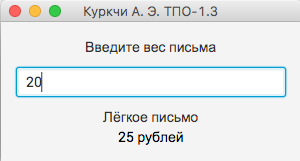 Куркчи А. Э. ТПО-1.3
Введите вес письма
20
Лёгкое письмо
25 рублей